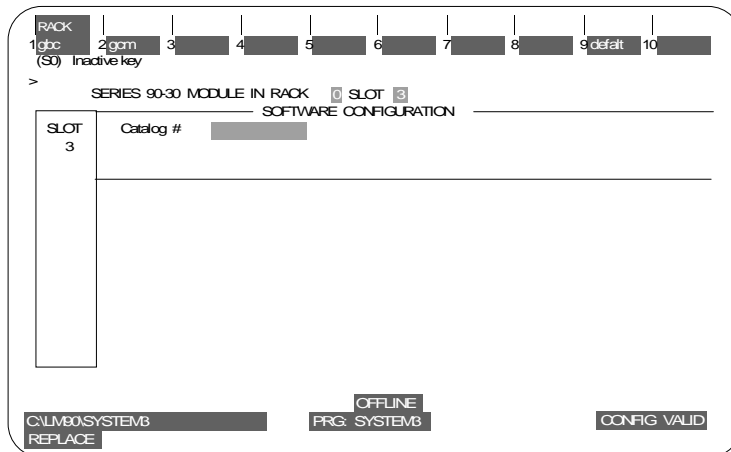 RACK
1 gbc 2 gcm 3 4 5 6 7 8 9 defalt 10
(S0) Inactive key
>
SERIES 90-30 MODULE IN RACK 0 SLOT 3
SOFTWARE CONFIGURATION
SLOT Catalog #
3
OFFLINE
C:\LM90\SYSTEM3 PRG: SYSTEM3 CONFIG VALID
REPLACE